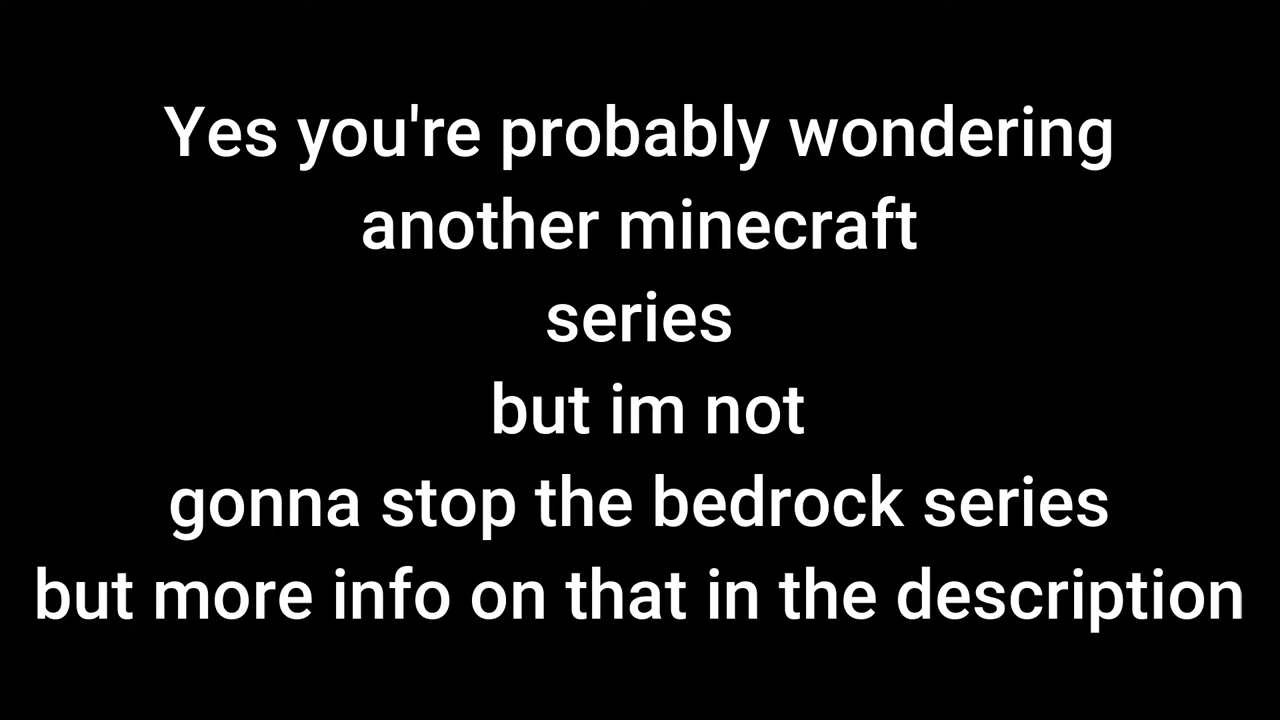 Yes you're probably wondering
another minecraft
series
but im not
gonna stop the bedrock series
but more info on that in the description